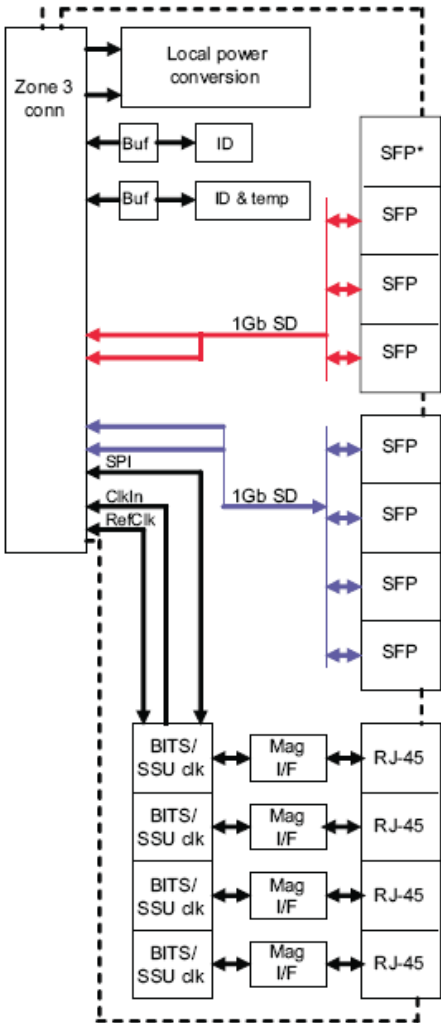 Local power
conversion
Zone 3
conn
Buf
ID
SFP*
Buf
ID & temp
SFP
SFP
1Gb SD
SFP
SFP
SPI
1Gb SD
ClkIn
SFP
RefClk
SFP
SFP
BITS/
SSU clk
Mag
I/F
RJ-45
BITS/
SSU clk
Mag
I/F
RJ-45
BITS/
SSU clk
Mag
I/F
RJ-45
BITS/
SSU clk
Mag
I/F
RJ-45